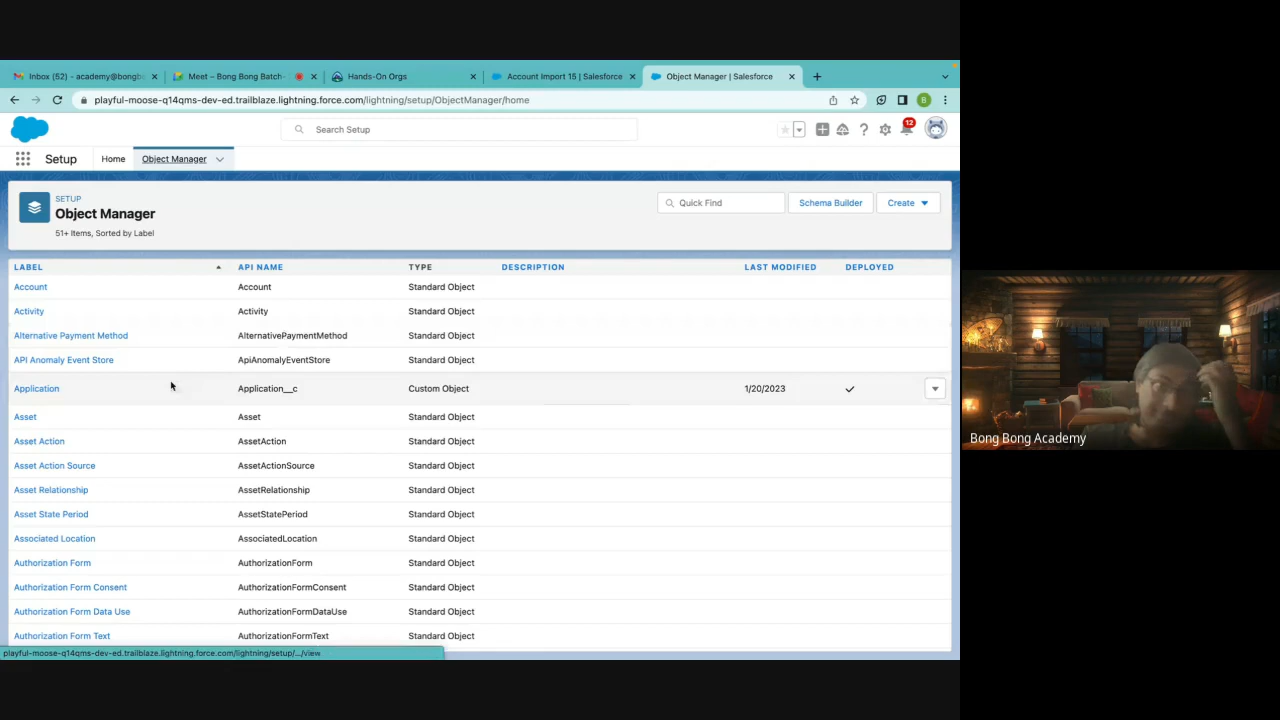 Inbox (52) - academy@bongb
Meet – Bong Bong Batch-
Hands-On Orgs
Account Import 15 | Salesforce
Object Manager | Salesforce
playful-moose-q14qms-dev-ed.trailblaze.lightning.force.com/lightning/setup/ObjectManager/home
B
Search Setup
12
Setup
Home
Object Manager
SETUP
Object Manager
51+ Items, Sorted by Label
Quick Find
Schema Builder
Create
LABEL API NAME TYPE DESCRIPTION LAST MODIFIED DEPLOYED
Account Account Standard Object
Activity Activity Standard Object
Alternative Payment Method AlternativePaymentMethod Standard Object
API Anomaly Event Store ApiAnomalyEventStore Standard Object
Application Application__c Custom Object 1/20/2023
Asset Asset Standard Object
Asset Action AssetAction Standard Object
Asset Action Source AssetActionSource Standard Object
Asset Relationship AssetRelationship Standard Object
Asset State Period AssetStatePeriod Standard Object
Associated Location AssociatedLocation Standard Object
Authorization Form AuthorizationForm Standard Object
Authorization Form Consent AuthorizationFormConsent Standard Object
Authorization Form Data Use AuthorizationFormDataUse Standard Object
Authorization Form Text AuthorizationFormText Standard Object
playful-moose-q14qms-dev-ed.trailblaze.lightning.force.com/lightning/setup/.../view
Bong Bong Academy